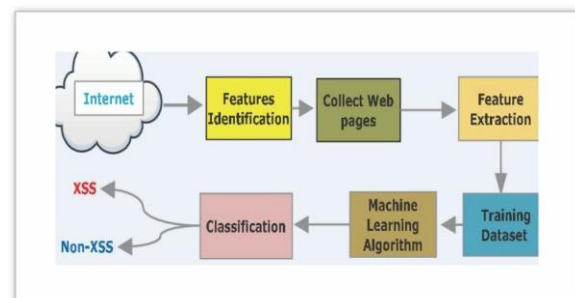 Internet
Features
Identification
Collect Web
pages
Feature
Extraction
Training
Dataset
Machine
Learning
Algorithm
Classification
XSS
Non-XSS